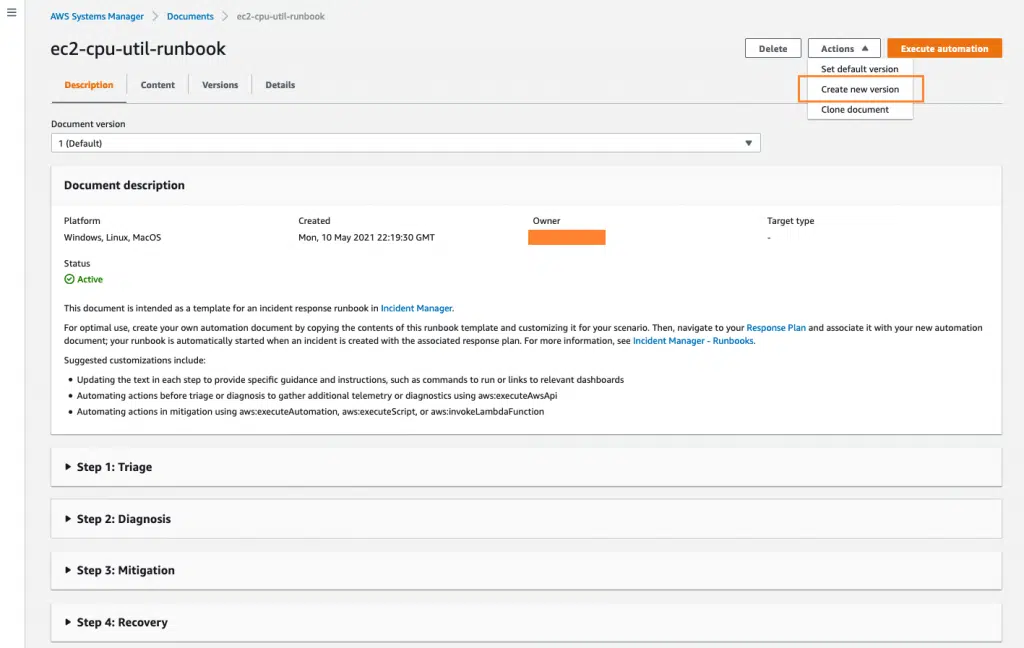 AWS Systems Manager > Documents > ec2-cpu-util-runbook
ec2-cpu-util-runbook
Delete
Actions
Execute automation
Set default version
Create new version
Clone document
Description
Content
Versions
Details
Document version
1 (Default)
Document description
Platform
Windows, Linux, MacOS
Created
Mon, 10 May 2021 22:19:30 GMT
Owner
Target type
-
Status
Active
This document is intended as a template for an incident response runbook in Incident Manager.
For optimal use, create your own automation document by copying the contents of this runbook template and customizing it for your scenario. Then, navigate to your Response Plan and associate it with your new automation
document; your runbook is automatically started when an incident is created with the associated response plan. For more information, see Incident Manager - Runbooks.
Suggested customizations include:
• Updating the text in each step to provide specific guidance and instructions, such as commands to run or links to relevant dashboards
• Automating actions before triage or diagnosis to gather additional telemetry or diagnostics using aws:executeAwsApi
• Automating actions in mitigation using aws:executeAutomation, aws:executeScript, or aws:invokeLambdaFunction
Step 1: Triage
Step 2: Diagnosis
Step 3: Mitigation
Step 4: Recovery